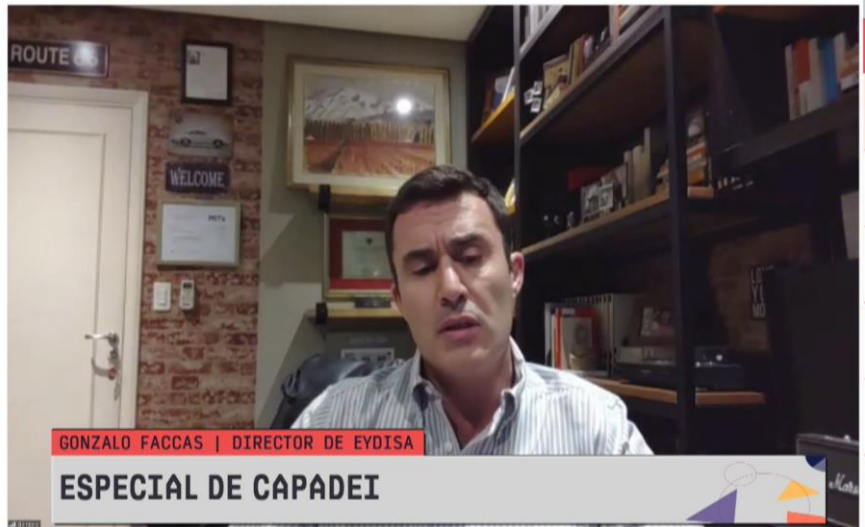 ROUTE 66
WELCOME
GONZALO FACCAS | DIRECTOR DE EYDISA
ESPECIAL DE CAPADEI